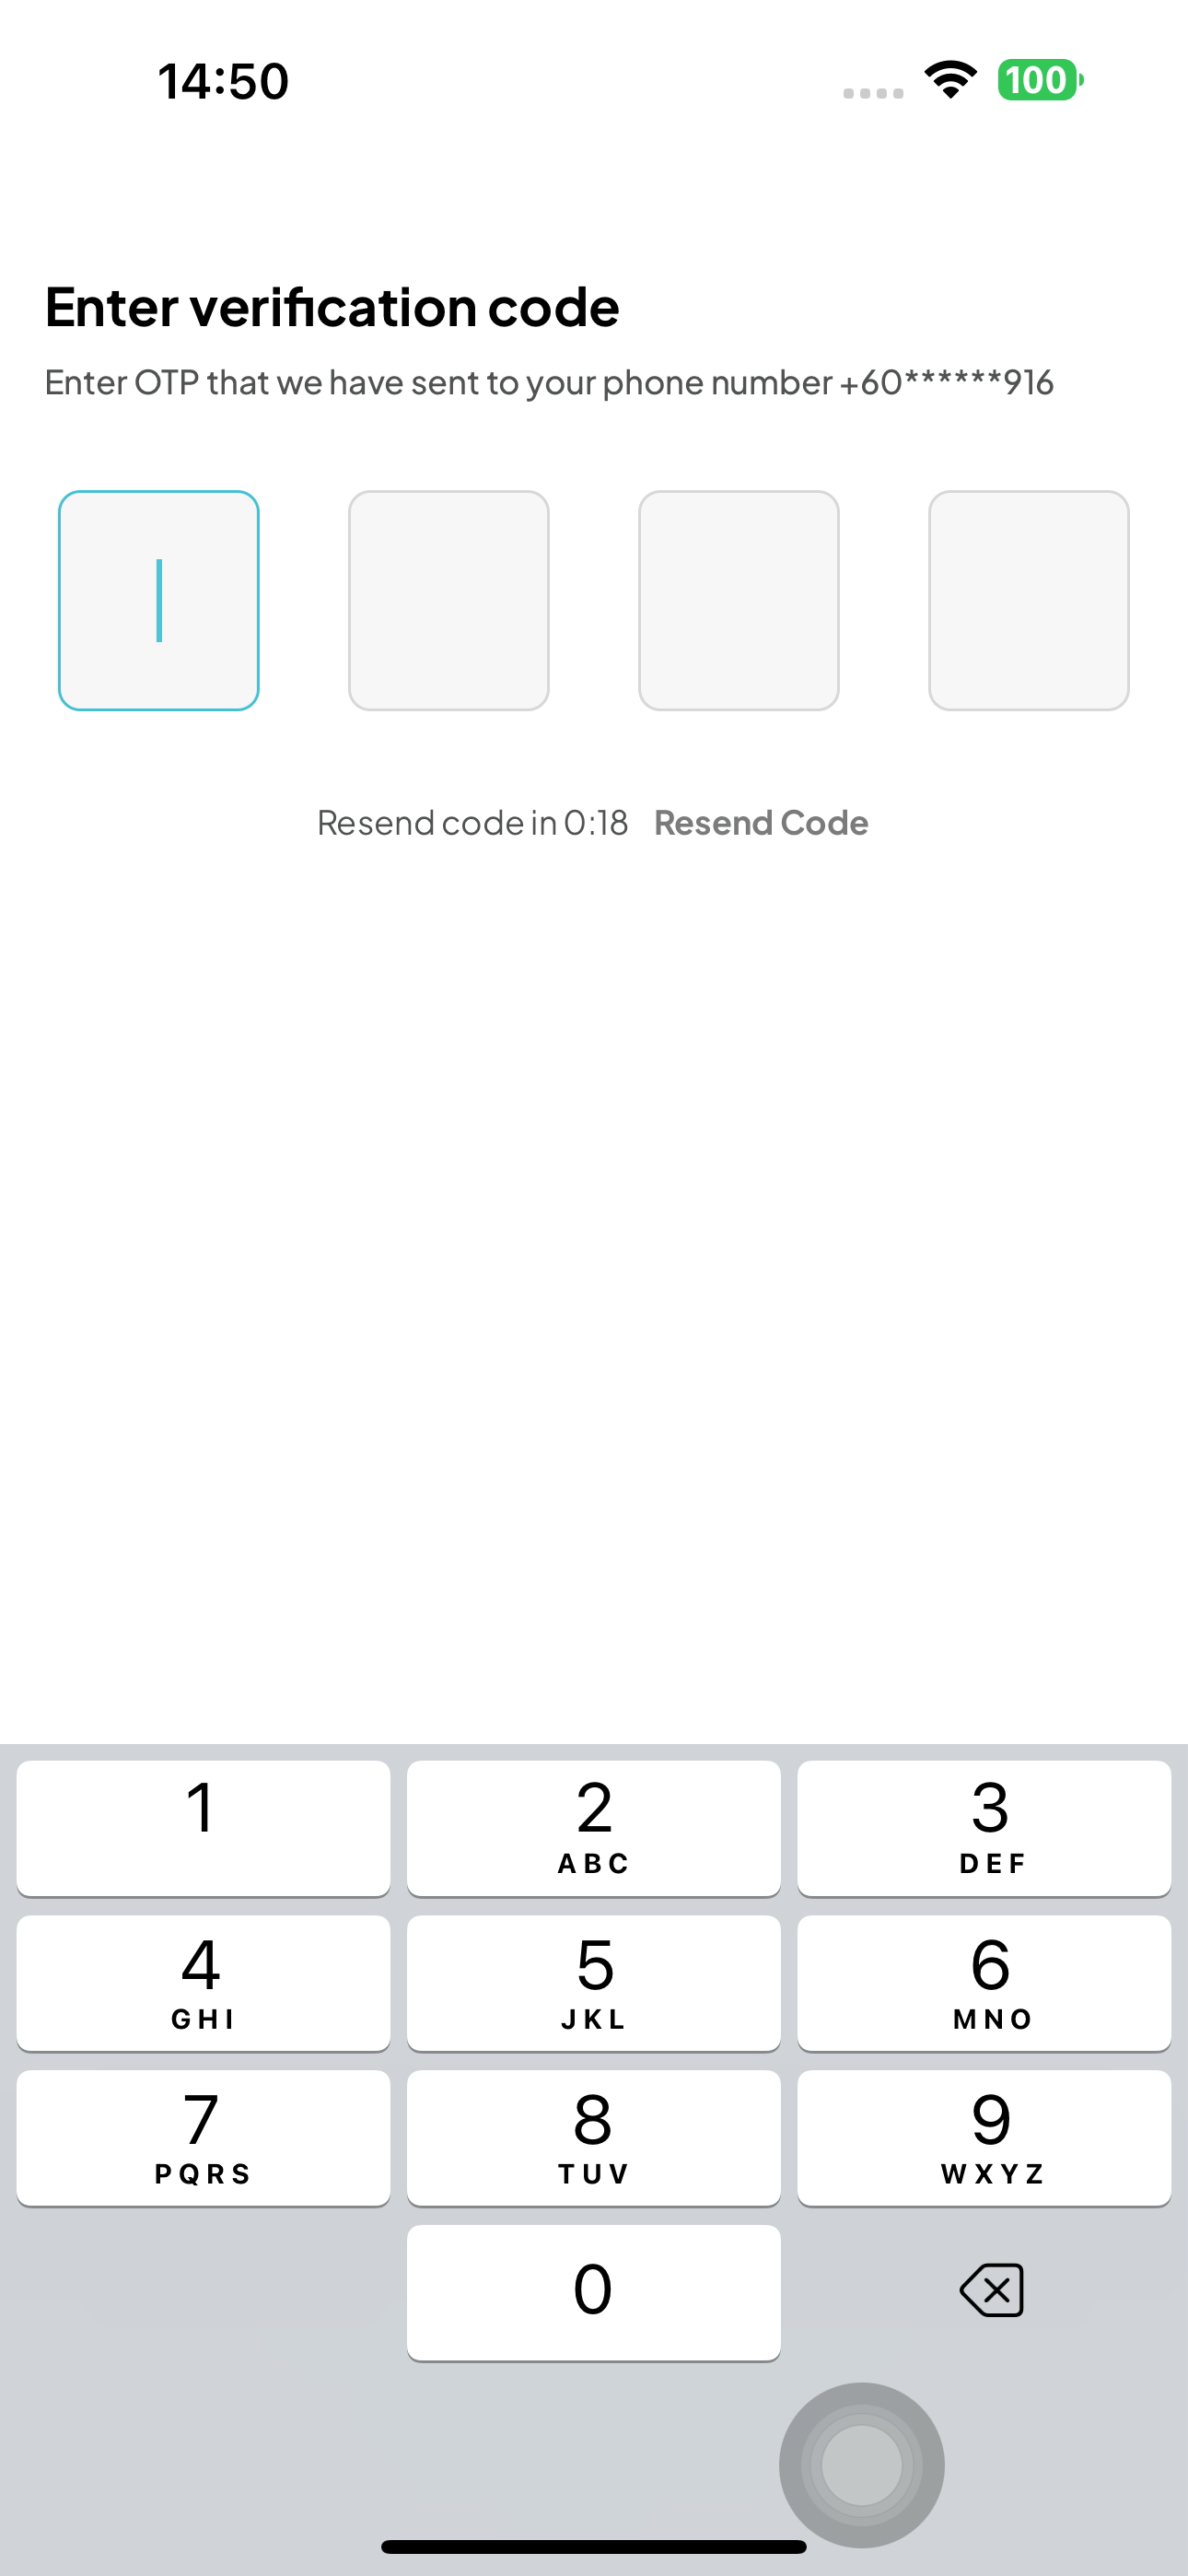 14:50
100
Enter verification code
Enter OTP that we have sent to your phone number +60******916
Resend code in 0:18 Resend Code
1 2 3
ABC DEF
4 5 6
GHI JKL MNO
7 8 9
PQRS TUV WXYZ
0